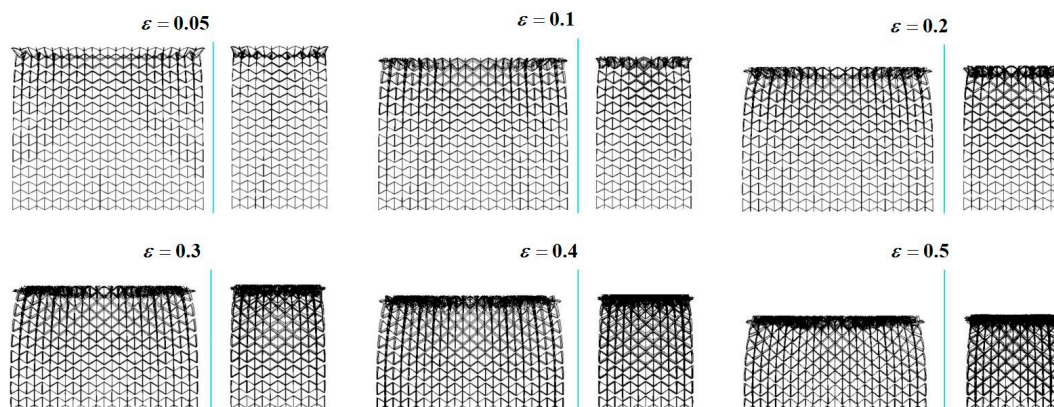 ε = 0.05
ε = 0.1
ε = 0.2
ε = 0.3
ε = 0.4
ε = 0.5